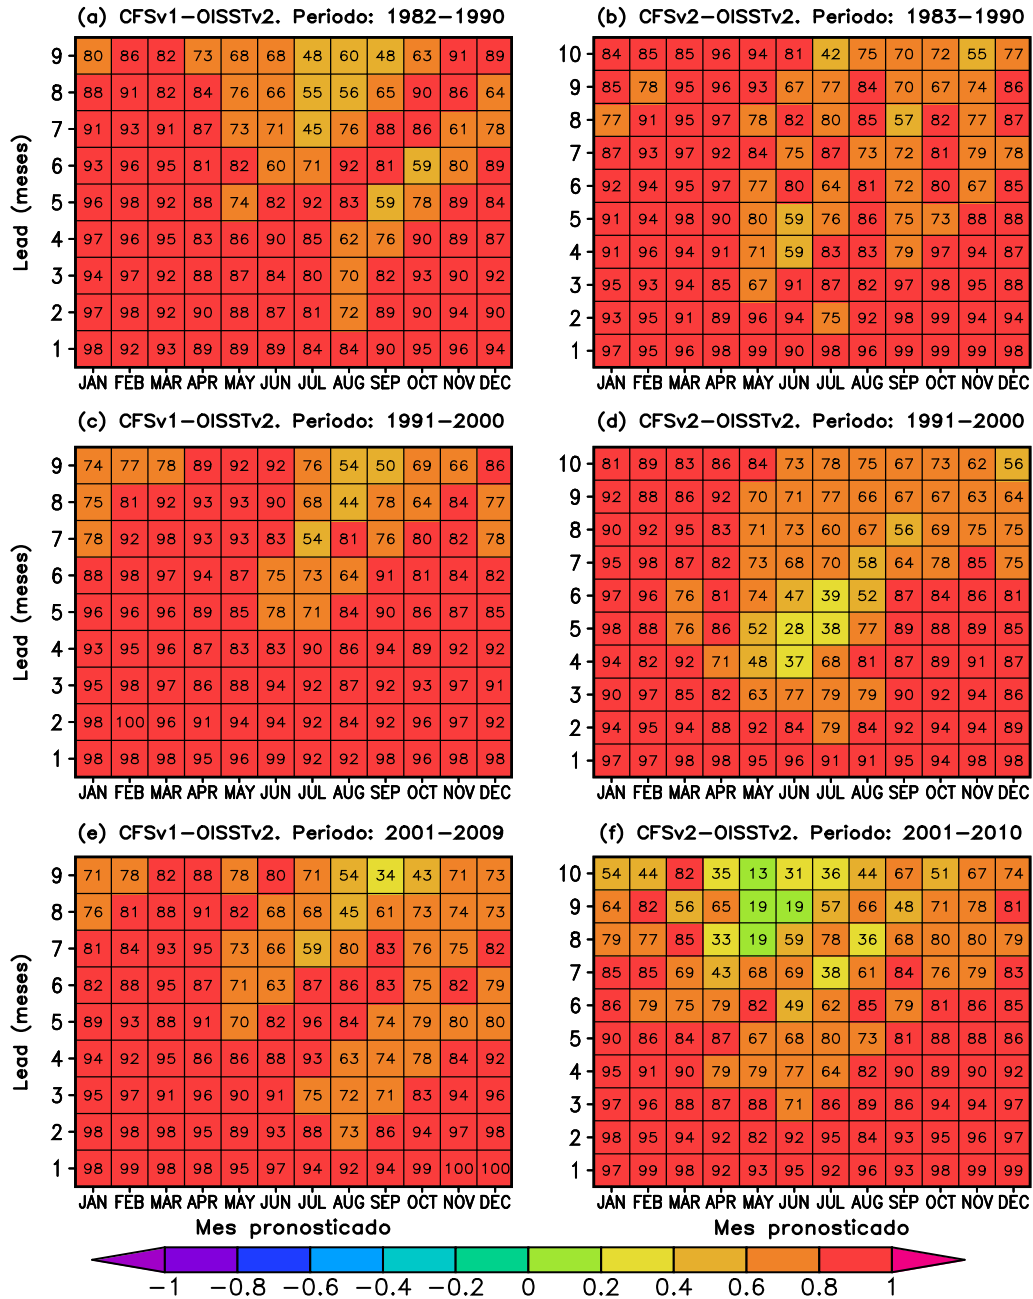 (a) CFSv1−OISSTv2. Periodo: 1982−1990
9 80 86 82 73 68 68 48 60 48 63 91 89
8 88 91 82 84 76 66 55 56 65 90 86 64
7 91 93 91 87 73 71 45 76 88 86 61 78
6 93 96 95 81 82 60 71 92 81 59 80 89
5 96 98 92 88 74 82 92 83 59 78 89 84
4 97 96 95 83 86 90 85 62 76 90 89 87
3 94 97 92 88 87 84 80 70 82 93 90 92
2 97 98 92 90 88 87 81 72 89 90 94 90
1 98 92 93 89 89 89 84 84 90 95 96 94
JAN FEB MAR APR MAY JUN JUL AUG SEP OCT NOV DEC
Lead (meses)
(b) CFSv2−OISSTv2. Periodo: 1983−1990
10 84 85 85 96 94 81 42 75 70 72 55 77
9 85 78 95 96 93 67 77 84 70 67 74 86
8 77 91 95 97 78 82 80 85 57 82 77 87
7 87 93 97 92 84 75 87 73 72 81 79 78
6 92 94 95 97 77 80 64 81 72 80 67 85
5 91 94 98 90 80 59 76 86 75 73 88 88
4 91 96 94 91 71 59 83 83 79 97 94 87
3 95 93 94 85 67 91 87 82 97 98 95 88
2 93 95 91 89 96 94 75 92 98 99 94 94
1 97 95 96 98 99 90 98 96 99 99 99 98
JAN FEB MAR APR MAY JUN JUL AUG SEP OCT NOV DEC
(c) CFSv1−OISSTv2. Periodo: 1991−2000
9 74 77 78 89 92 92 76 54 50 69 66 86
8 75 81 92 93 93 90 68 44 78 64 84 77
7 78 92 98 93 93 83 54 81 76 80 82 78
6 88 98 97 94 87 75 73 64 91 81 84 82
5 96 96 96 89 85 78 71 84 90 86 87 85
4 93 95 96 87 83 83 90 86 94 89 92 92
3 95 98 97 86 88 94 92 87 92 93 97 91
2 98 100 96 91 94 94 92 84 92 96 97 92
1 98 98 98 95 96 99 92 92 98 96 98 98
JAN FEB MAR APR MAY JUN JUL AUG SEP OCT NOV DEC
Lead (meses)
(d) CFSv2−OISSTv2. Periodo: 1991−2000
10 81 89 83 86 84 73 78 75 67 73 62 56
9 92 88 86 92 70 71 77 66 67 67 63 64
8 90 92 95 83 71 73 60 67 56 69 75 75
7 95 98 87 82 73 68 70 58 64 78 85 75
6 97 96 76 81 74 47 39 52 87 84 86 81
5 98 88 76 86 52 28 38 77 89 88 89 85
4 94 82 92 71 48 37 68 81 87 89 91 87
3 90 97 85 82 63 77 79 79 90 92 94 86
2 94 95 94 88 92 84 79 84 92 94 94 89
1 97 97 98 98 95 96 91 91 95 94 98 98
JAN FEB MAR APR MAY JUN JUL AUG SEP OCT NOV DEC
(e) CFSv1−OISSTv2. Periodo: 2001−2009
9 71 78 82 88 78 80 71 54 34 43 71 73
8 76 81 88 91 82 68 68 45 61 73 74 73
7 81 84 93 95 73 66 59 80 83 76 75 82
6 82 88 95 87 71 63 87 86 83 75 82 79
5 89 93 88 91 70 82 96 84 74 79 80 80
4 94 92 95 86 86 88 93 63 74 78 84 92
3 95 97 91 96 90 91 75 72 71 83 94 96
2 98 98 98 95 89 93 88 73 86 94 97 98
1 98 99 98 98 95 97 94 92 94 99 100 100
JAN FEB MAR APR MAY JUN JUL AUG SEP OCT NOV DEC
Lead (meses)
Mes pronosticado
(f) CFSv2−OISSTv2. Periodo: 2001−2010
10 54 44 82 35 13 31 36 44 67 51 67 74
9 64 82 56 65 19 19 57 66 48 71 78 81
8 79 77 85 33 19 59 78 36 68 80 80 79
7 85 85 69 43 68 69 38 61 84 76 79 83
6 86 79 75 79 82 49 62 85 79 81 86 85
5 90 86 84 87 67 68 80 73 81 88 88 86
4 95 91 90 79 79 77 64 82 90 89 90 92
3 97 96 88 87 88 71 86 89 86 94 94 97
2 98 95 94 92 82 92 95 84 93 95 96 97
1 97 99 98 92 93 95 92 96 93 98 99 99
JAN FEB MAR APR MAY JUN JUL AUG SEP OCT NOV DEC
Mes pronosticado
−1 −0.8 −0.6 −0.4 −0.2 0 0.2 0.4 0.6 0.8 1